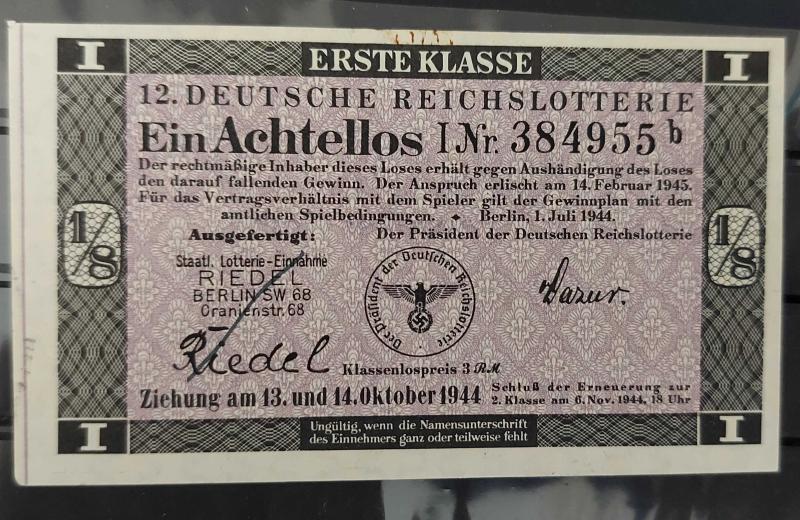 I I
ERSTE KLASSE
12. DEUTSCHE REICHSLOTTERIE
Ein Achtellos I Nr. 384955 b
Der rechtmäßige Inhaber dieses Loses erhält gegen Aushändigung des Loses
den darauf fallenden Gewinn. Der Anspruch erlischt am 14. Februar 1945.
Für das Vertragsverhältnis mit dem Spieler gilt der Gewinnplan mit den
amtlichen Spielbedingungen. ✦ Berlin, 1. Juli 1944.
1/8 1/8
Ausgefertigt: Der Präsident der Deutschen Reichslotterie
Staatl. Lotterie-Einnahme
RIEDEL
BERLIN SW 68
Oranienstr. 68
Der Präsident der Deutschen Reichslotterie
Dazur.
Riedel
Klassenlospreis 3 RM
Ziehung am 13. und 14. Oktober 1944
Schluß der Erneuerung zur
2. Klasse am 6. Nov. 1944, 18 Uhr
I I
Ungültig, wenn die Namensunterschrift
des Einnehmers ganz oder teilweise fehlt